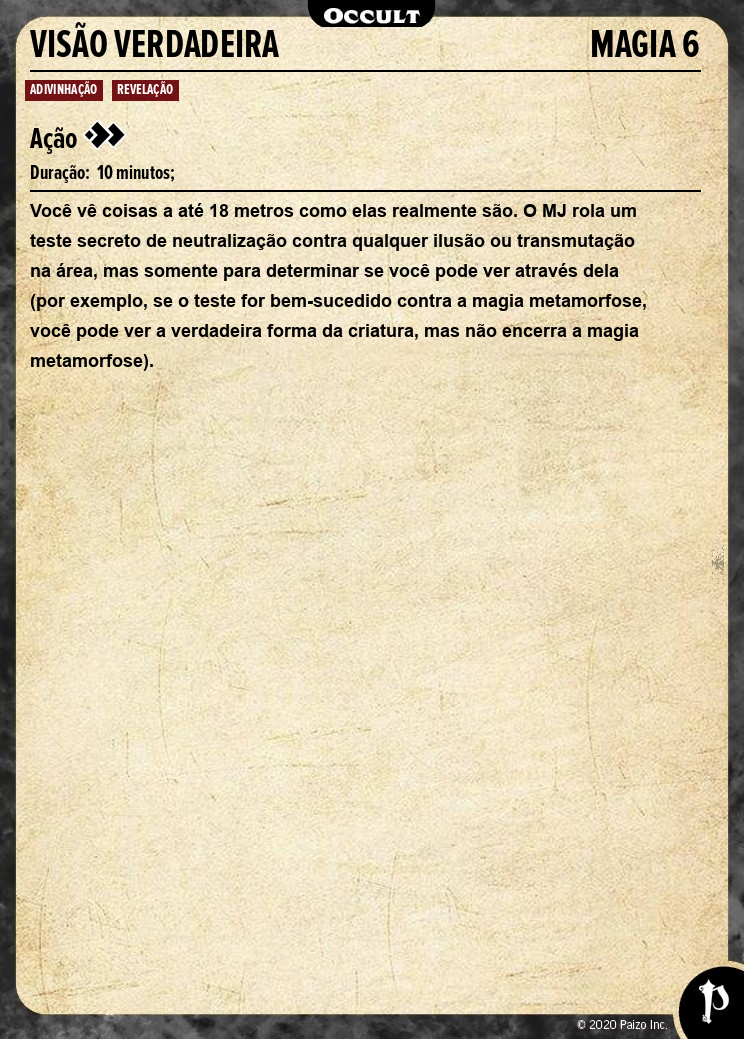 OCCULT
VISÃO VERDADEIRA MAGIA 6
ADIVINHAÇÃO REVELAÇÃO
Ação
Duração: 10 minutos;
Você vê coisas a até 18 metros como elas realmente são. O MJ rola um
teste secreto de neutralização contra qualquer ilusão ou transmutação
na área, mas somente para determinar se você pode ver através dela
(por exemplo, se o teste for bem-sucedido contra a magia metamorfose,
você pode ver a verdadeira forma da criatura, mas não encerra a magia
metamorfose).
© 2020 Paizo Inc.
P